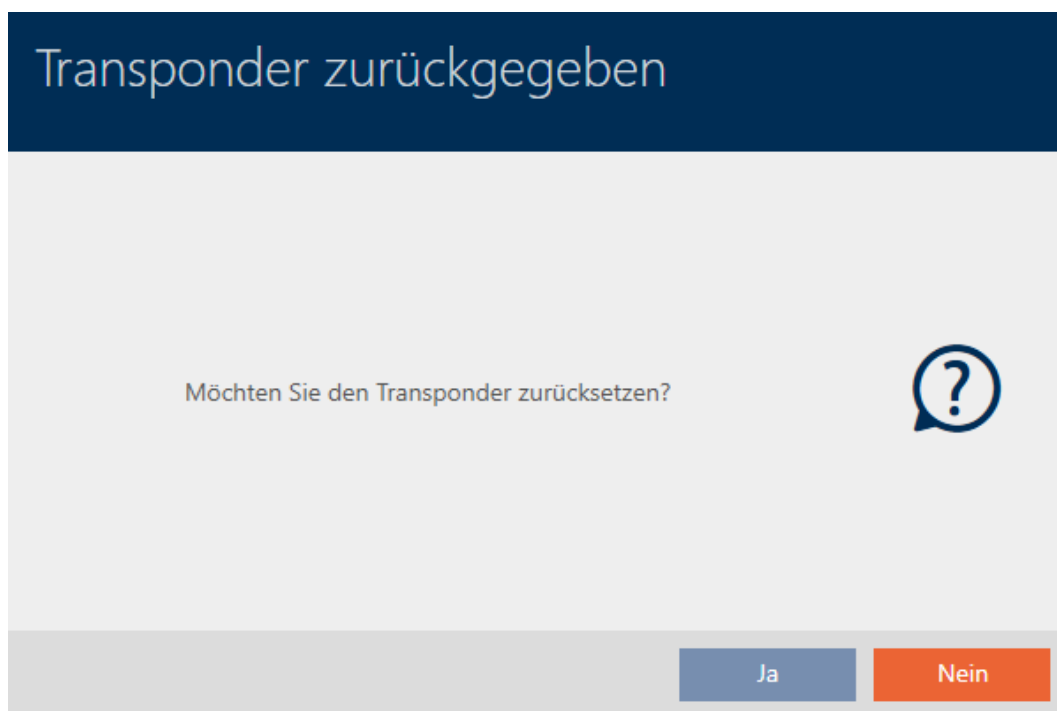 Transponder zurückgegeben
Möchten Sie den Transponder zurücksetzen?
?
Ja
Nein